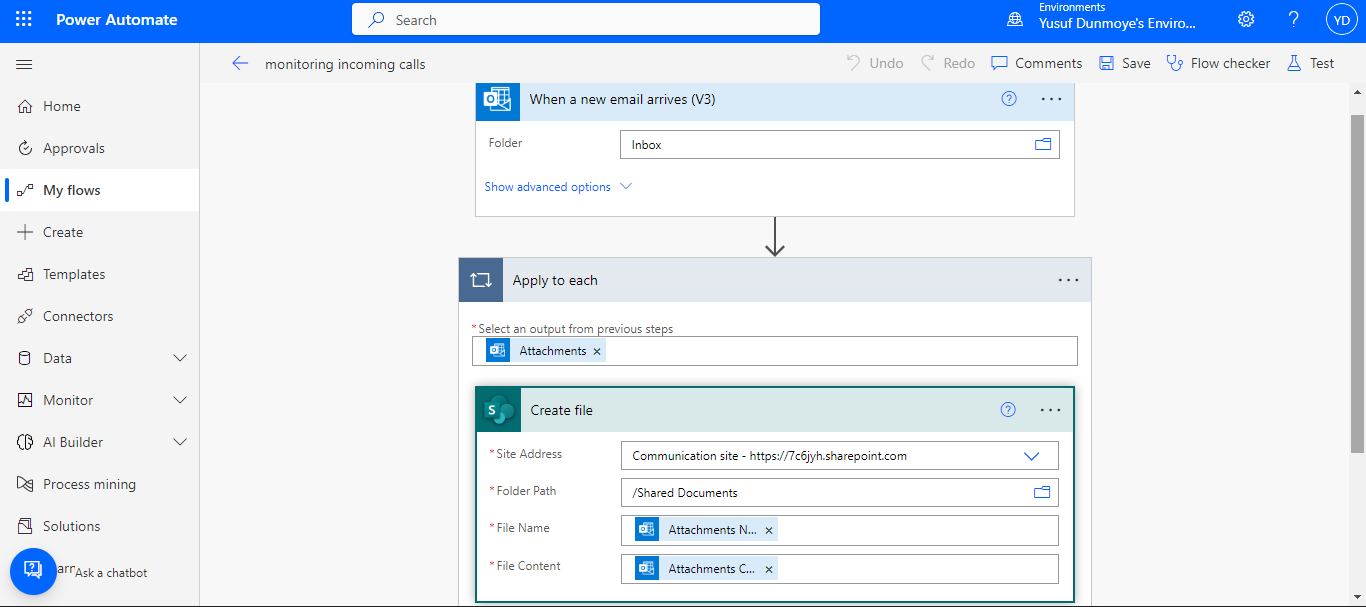 Power Automate
Search
Environments
Yusuf Dunmoye's Enviro...
?
YD
monitoring incoming calls
Undo
Redo
Comments
Save
Flow checker
Test
Home
Approvals
My flows
Create
Templates
Connectors
Data
Monitor
AI Builder
Process mining
Solutions
Ask a chatbot
When a new email arrives (V3)
Folder
Inbox
Show advanced options
Apply to each
* Select an output from previous steps
Attachments
S
Create file
* Site Address
Communication site - https://7c6jyh.sharepoint.com
* Folder Path
/Shared Documents
* File Name
Attachments N...
* File Content
Attachments C...